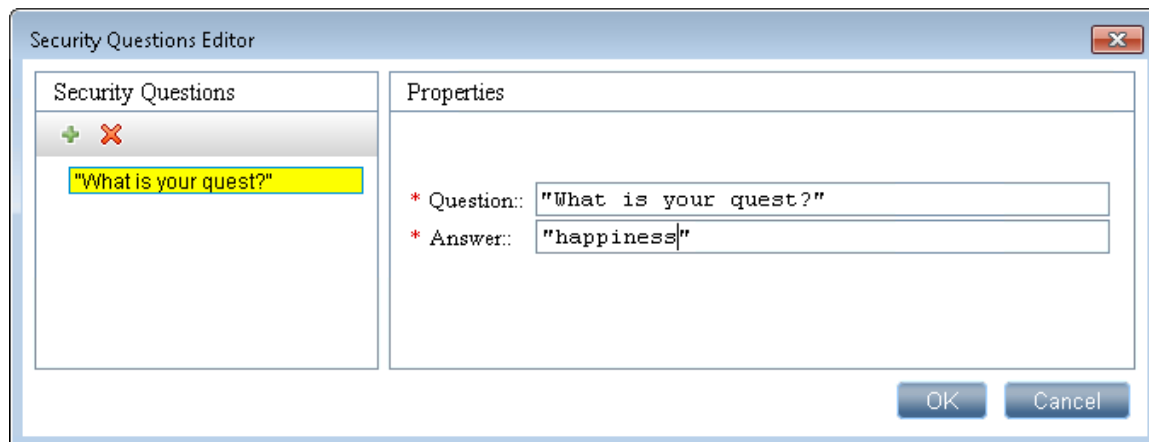 Security Questions Editor
Security Questions
Properties
"What is your quest?"
* Question:: "What is your quest?"
* Answer:: "happiness"
OK Cancel